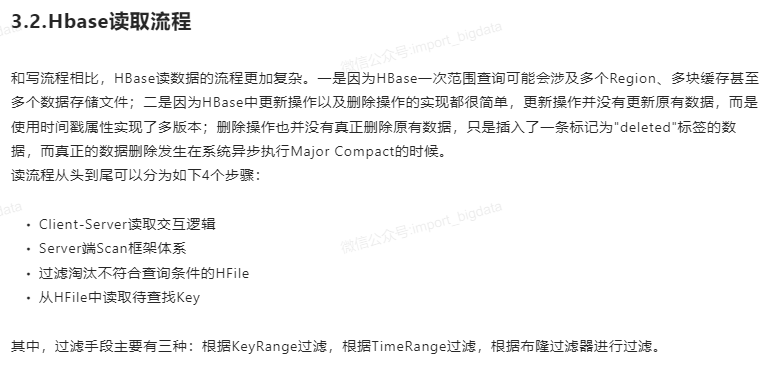 3.2.Hbase读取流程
和写流程相比，HBase读数据的流程更加复杂。一是因为HBase一次范围查询可能会涉及多个Region、多块缓存甚至
多个数据存储文件；二是因为HBase中更新操作以及删除操作的实现都很简单，更新操作并没有更新原有数据，而是
使用时间戳属性实现了多版本；删除操作也并没有真正删除原有数据，只是插入了一条标记为"deleted"标签的数
据，而真正的数据删除发生在系统异步执行Major Compact的时候。
读流程从头到尾可以分为如下4个步骤：
• Client-Server读取交互逻辑
• Server端Scan框架体系
• 过滤淘汰不符合查询条件的HFile
• 从HFile中读取待查找Key
其中，过滤手段主要有三种：根据KeyRange过滤，根据TimeRange过滤，根据布隆过滤器进行过滤。
微信公众号:import_bigdata
微信公众号:import_bigdata